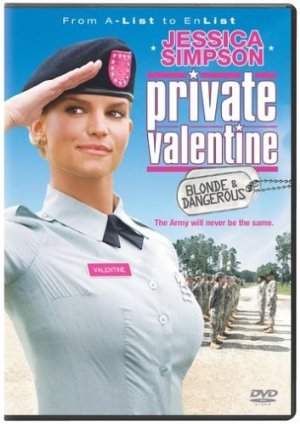 From A-List to EnList
JESSICA
SIMPSON
private
valentine
BLONDE &
DANGEROUS
The Army will never be the same.
VALENTINE
DVD
VIDEO